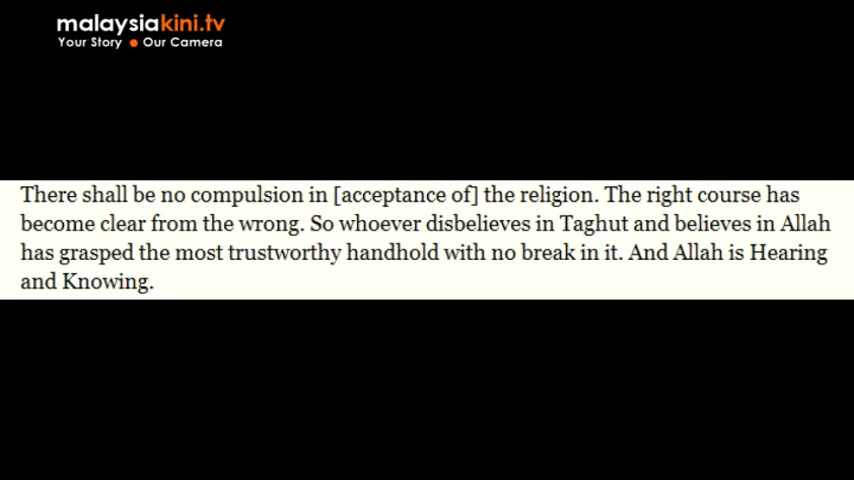 malaysiakini.tv
Your Story ● Our Camera
There shall be no compulsion in [acceptance of] the religion. The right course has
become clear from the wrong. So whoever disbelieves in Taghut and believes in Allah
has grasped the most trustworthy handhold with no break in it. And Allah is Hearing
and Knowing.